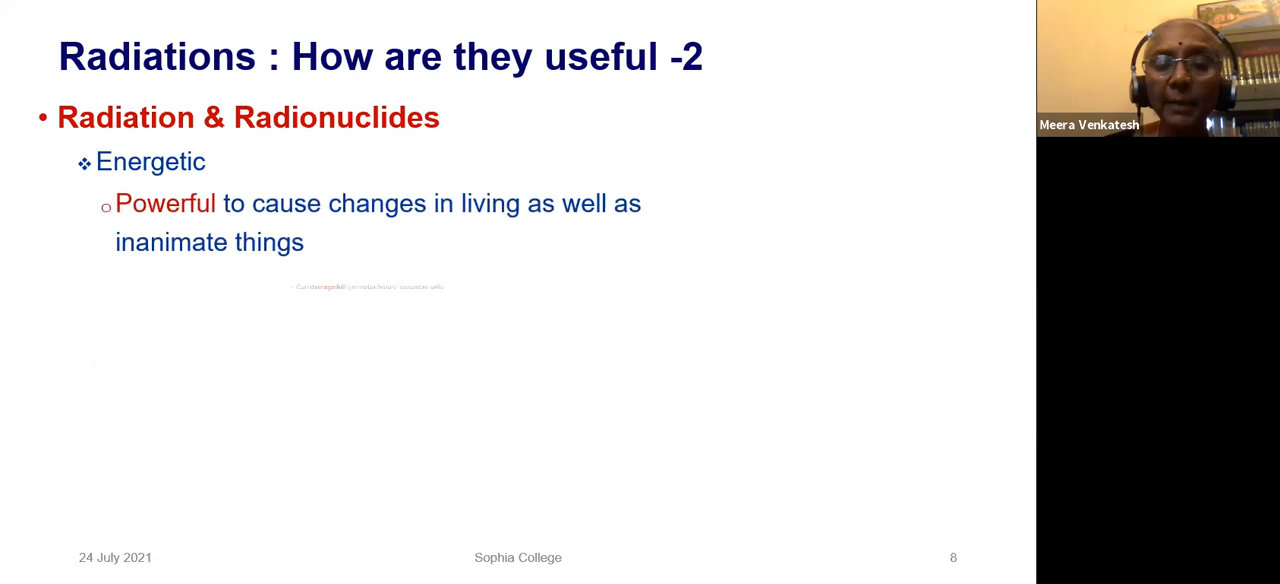 Radiations : How are they useful -2
• Radiation & Radionuclides
❖ Energetic
o Powerful to cause changes in living as well as
inanimate things
24 July 2021
Sophia College
8
Meera Venkatesh